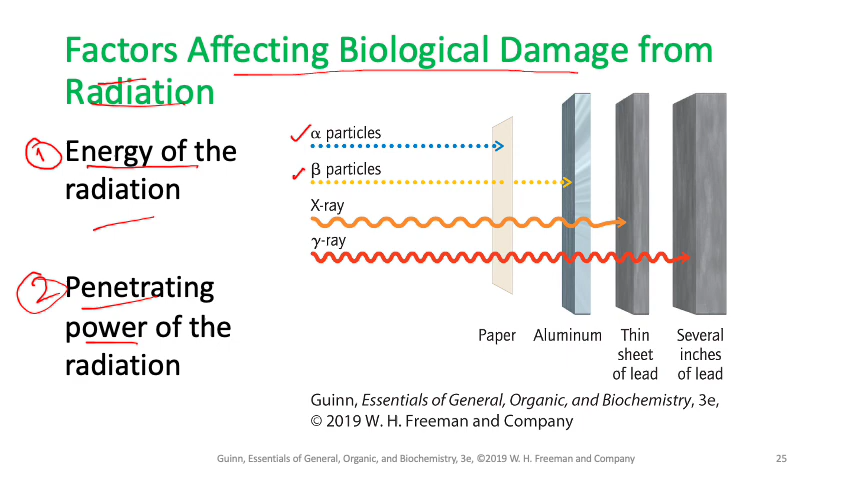 Factors Affecting Biological Damage from
Radiation
1 Energy of the
radiation
2 Penetrating
power of the
radiation
α particles
β particles
X-ray
γ-ray
Paper
Aluminum
Thin
sheet
of lead
Several
inches
of lead
Guinn, Essentials of General, Organic, and Biochemistry, 3e,
© 2019 W. H. Freeman and Company
Guinn, Essentials of General, Organic, and Biochemistry, 3e, ©2019 W. H. Freeman and Company
25